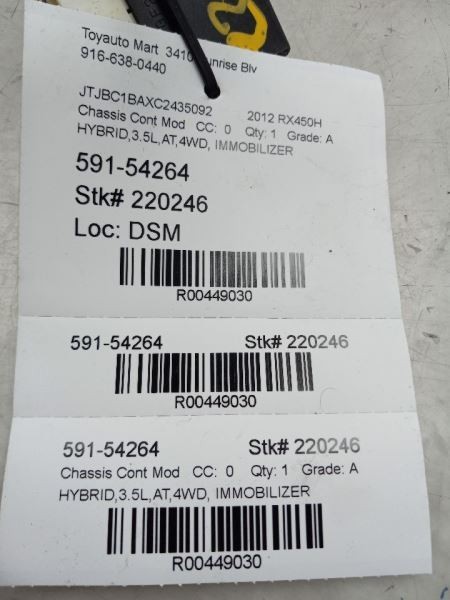 Toyauto Mart 3410 Sunrise Blv
916-638-0440
JTJBC1BAXC2435092 2012 RX450H
Chassis Cont Mod CC: 0 Qty: 1 Grade: A
HYBRID,3.5L,AT,4WD, IMMOBILIZER
591-54264
Stk# 220246
Loc: DSM
R00449030
591-54264 Stk# 220246
R00449030
591-54264 Stk# 220246
Chassis Cont Mod CC: 0 Qty: 1 Grade: A
HYBRID,3.5L,AT,4WD, IMMOBILIZER
R00449030